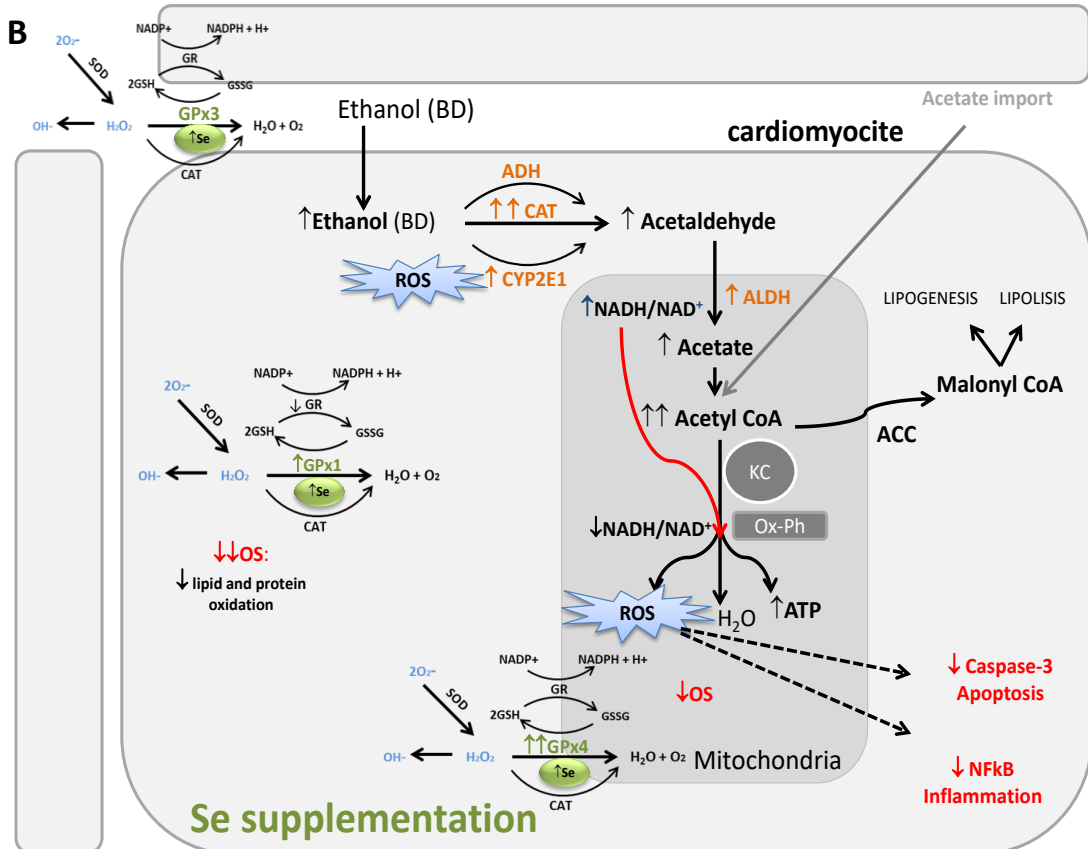 B
NADP+ NADPH + H+
2O₂-
SOD
GR
2GSH GSSG
GPx3
OH- H₂O₂ H₂O + O₂
↑Se
CAT
Ethanol (BD)
Acetate import
cardiomyocite
ADH
↑Ethanol (BD) ↑↑ CAT ↑ Acetaldehyde
ROS ↑ CYP2E1
↑ ALDH
↑NADH/NAD⁺
↑ Acetate
↑↑ Acetyl CoA
LIPOGENESIS LIPOLISIS
Malonyl CoA
ACC
KC
Ox-Ph
↓NADH/NAD⁺
ROS H₂O ↑ATP
NADP+ NADPH + H+
2O₂-
SOD
↓ GR
2GSH GSSG
↑GPx1
OH- H₂O₂ H₂O + O₂
↑Se
CAT
↓↓OS:
↓ lipid and protein
oxidation
NADP+ NADPH + H+
2O₂-
SOD
GR
2GSH GSSG
↑↑GPx4
OH- H₂O₂ H₂O + O₂
↑Se
CAT
↓OS
Mitochondria
↓ Caspase-3
Apoptosis
↓ NFkB
Inflammation
Se supplementation